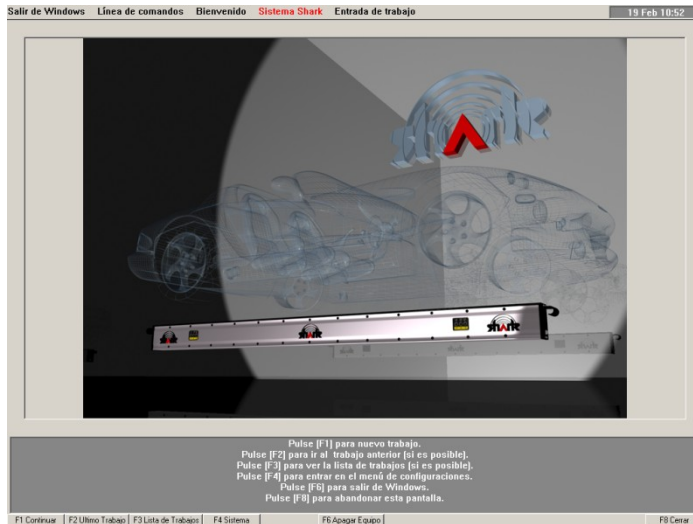 Salir de Windows Línea de comandos Bienvenido Sistema Shark Entrada de trabajo 19 Feb 10:52
shark
shark shark
Pulse [F1] para nuevo trabajo.
Pulse [F2] para ir al trabajo anterior (si es posible).
Pulse [F3] para ver la lista de trabajos (si es posible).
Pulse [F4] para entrar en el menú de configuraciones.
Pulse [F6] para salir de Windows.
Pulse [F8] para abandonar esta pantalla.
F1 Continuar F2 Ultimo Trabajo F3 Lista de Trabajos F4 Sistema F6 Apagar Equipo F8 Cerrar